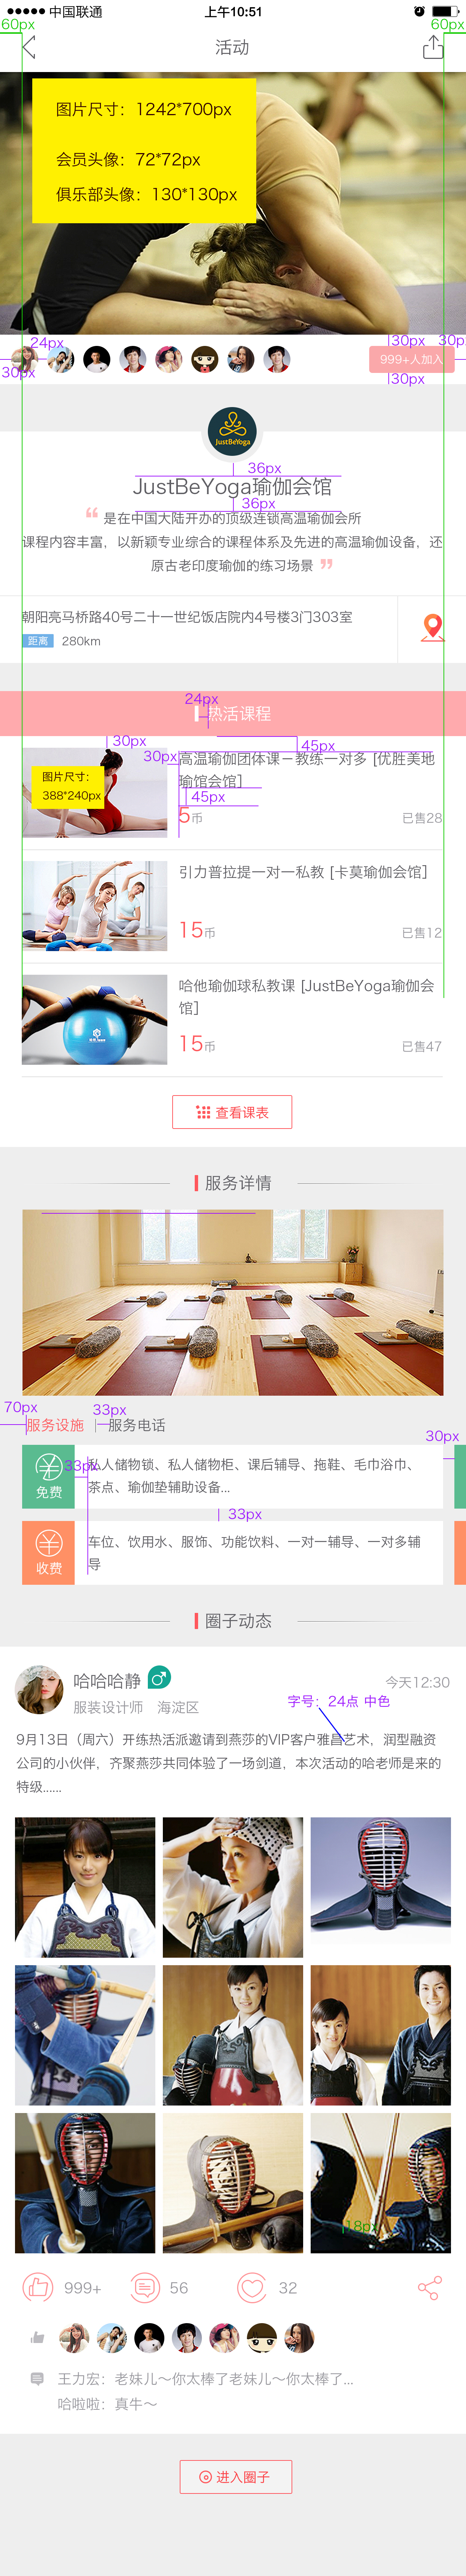 中国联通 上午10:51
60px 60px
活动
图片尺寸：1242*700px
会员头像：72*72px
俱乐部头像：130*130px
24px 30px 30px
999+人加入
30px 30px
JustBeYoga
36px
JustBeYoga瑜伽会馆
36px
“ 是在中国大陆开办的顶级连锁高温瑜伽会所
课程内容丰富，以新颖专业综合的课程体系及先进的高温瑜伽设备，还
原古老印度瑜伽的练习场景 ”
朝阳亮马桥路40号二十一世纪饭店院内4号楼3门303室
距离 280km
24px
热活课程
30px 45px
30px
高温瑜伽团体课－教练一对多 [优胜美地
瑜馆会馆]
图片尺寸：
388*240px
45px
5币 已售28
引力普拉提一对一私教 [卡莫瑜伽会馆]
15币 已售12
哈他瑜伽球私教课 [JustBeYoga瑜伽会
馆]
15币 已售47
查看课表
服务详情
70px 33px
服务设施 服务电话
30px
33px
免费
私人储物锁、私人储物柜、课后辅导、拖鞋、毛巾浴巾、
茶点、瑜伽垫辅助设备...
33px
收费
车位、饮用水、服饰、功能饮料、一对一辅导、一对多辅
导
圈子动态
哈哈哈静 今天12:30
服装设计师 海淀区
字号：24点 中色
9月13日（周六）开练热活派邀请到燕莎的VIP客户雅昌艺术，润型融资
公司的小伙伴，齐聚燕莎共同体验了一场剑道，本次活动的哈老师是来的
特级......
18px
999+ 56 32
王力宏：老妹儿～你太棒了老妹儿～你太棒了...
哈啦啦：真牛～
进入圈子